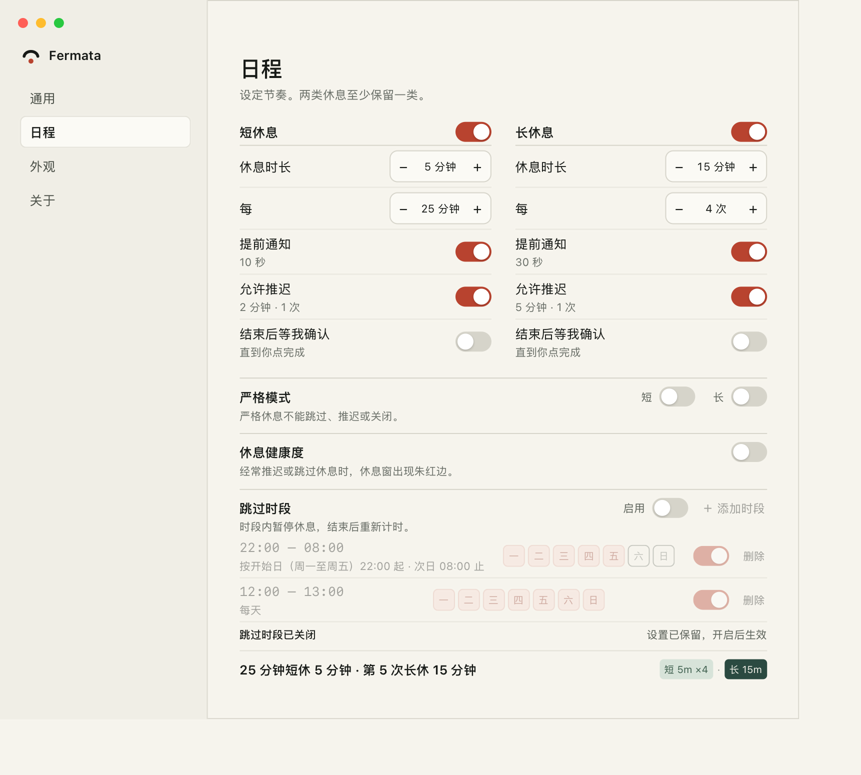 Fermata
通用
日程
外观
关于
日程
设定节奏。两类休息至少保留一类。
短休息
休息时长
− 5 分钟 +
每
− 25 分钟 +
提前通知
10 秒
允许推迟
2 分钟 · 1 次
结束后等我确认
直到你点完成
长休息
休息时长
− 15 分钟 +
每
− 4 次 +
提前通知
30 秒
允许推迟
5 分钟 · 1 次
结束后等我确认
直到你点完成
严格模式
短 长
严格休息不能跳过、推迟或关闭。
休息健康度
经常推迟或跳过休息时，休息窗出现朱红边。
跳过时段
启用 + 添加时段
时段内暂停休息，结束后重新计时。
22:00 — 08:00
按开始日（周一至周五）22:00 起 · 次日 08:00 止
一 二 三 四 五 六 日 删除
12:00 — 13:00
每天
一 二 三 四 五 六 日 删除
跳过时段已关闭 设置已保留，开启后生效
25 分钟短休 5 分钟 · 第 5 次长休 15 分钟 短 5m ×4 · 长 15m